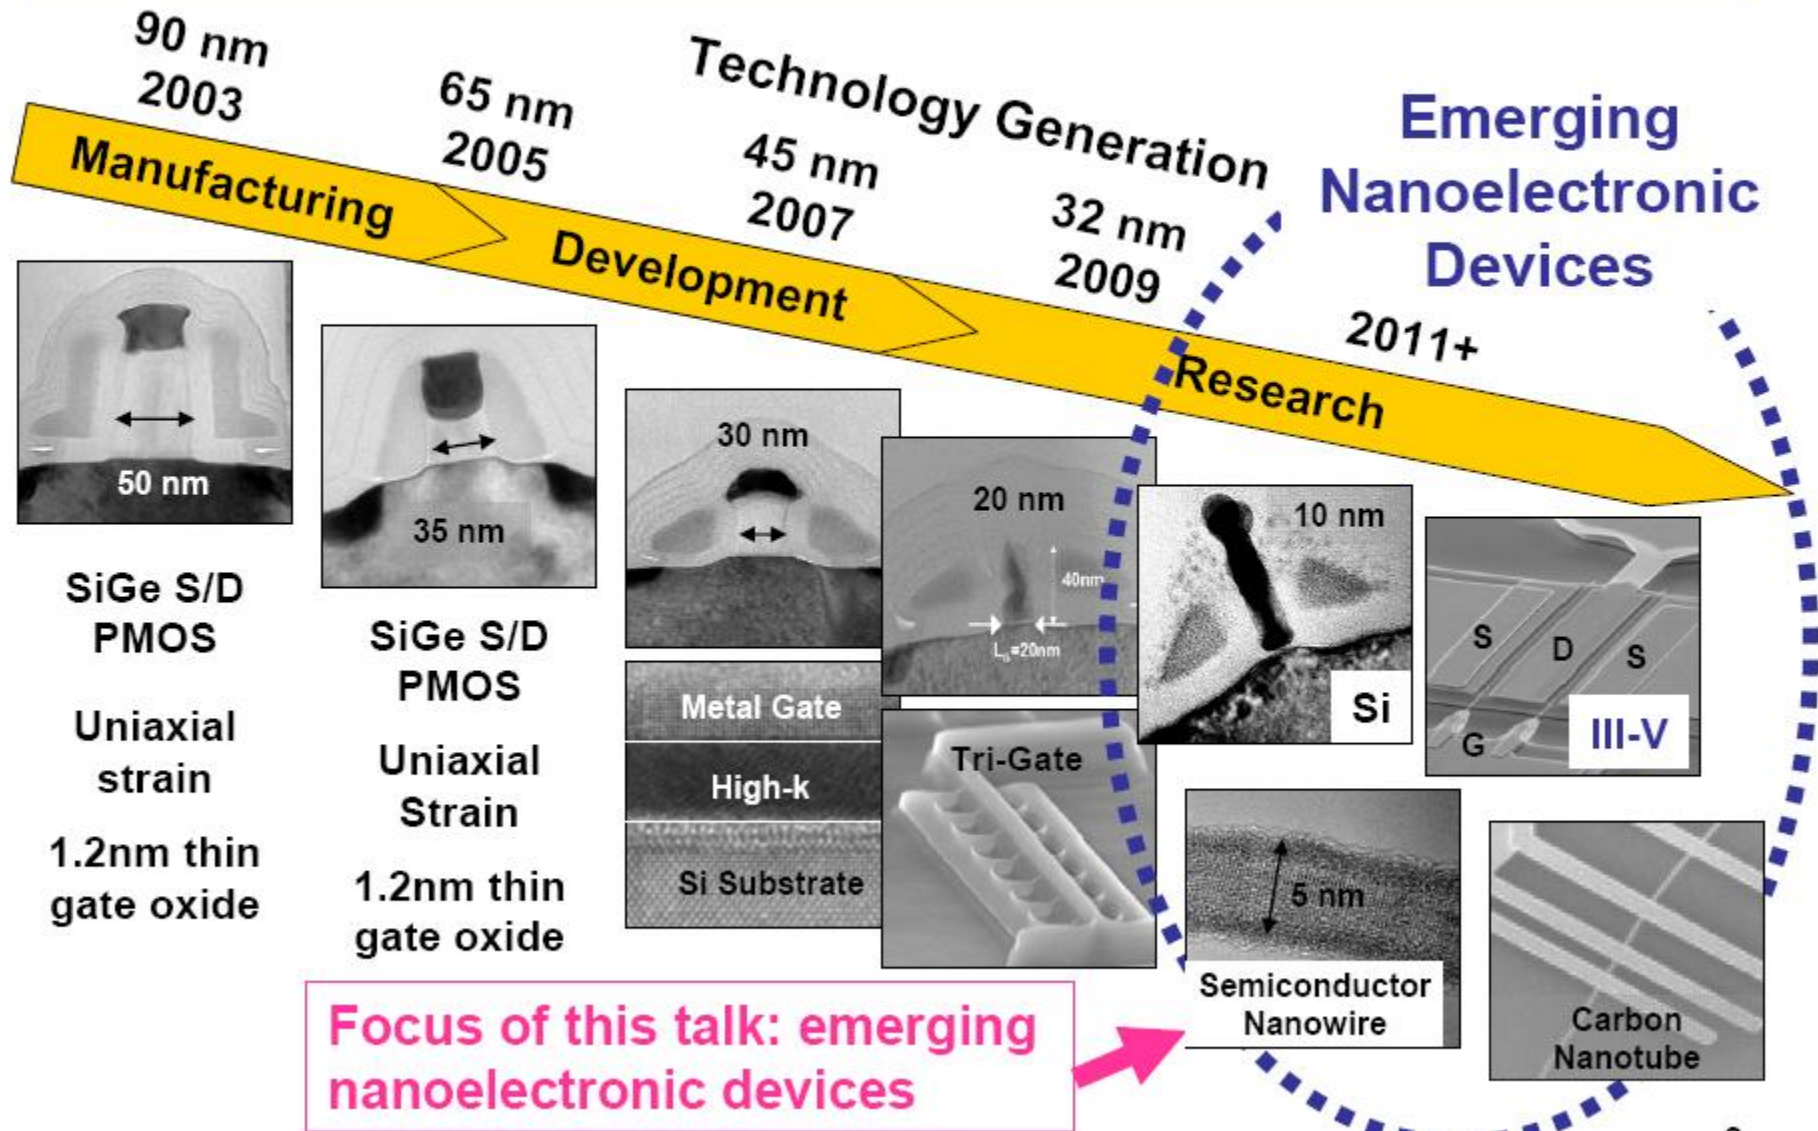 90 nm
2003
65 nm
2005
Technology Generation
45 nm
2007
32 nm
2009
2011+
Emerging
Nanoelectronic
Devices
Manufacturing
Development
Research
50 nm
SiGe S/D
PMOS
Uniaxial
strain
1.2nm thin
gate oxide
35 nm
SiGe S/D
PMOS
Uniaxial
Strain
1.2nm thin
gate oxide
30 nm
Metal Gate
High-k
Si Substrate
20 nm
40nm
LG=20nm
Tri-Gate
10 nm
Si
S
D
S
G
III-V
5 nm
Semiconductor
Nanowire
Carbon
Nanotube
Focus of this talk: emerging
nanoelectronic devices